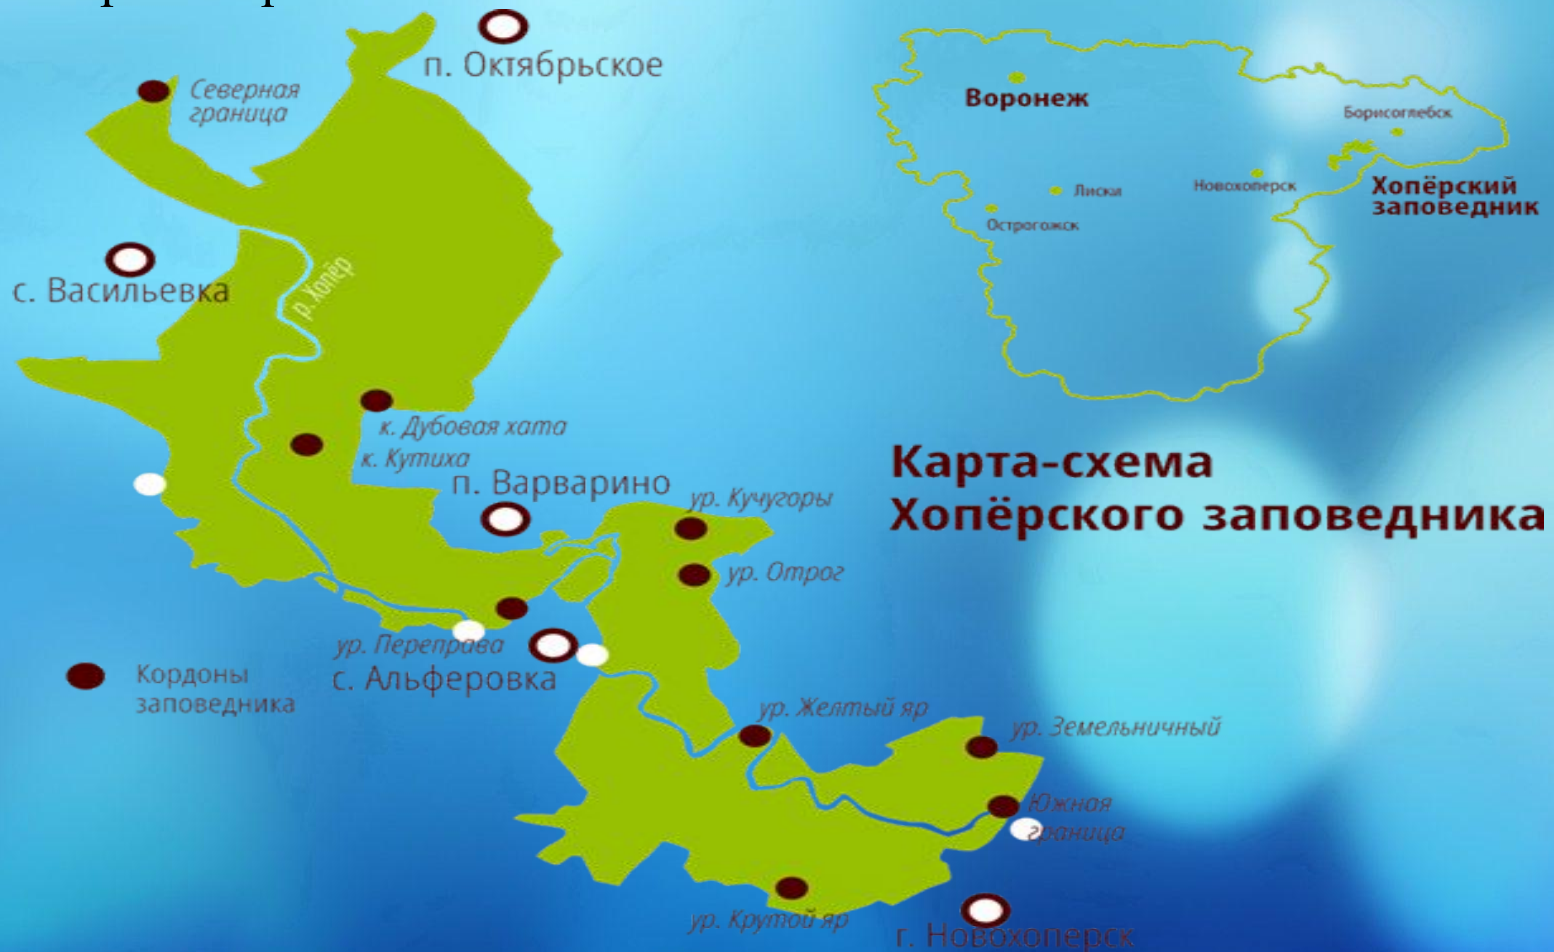 п. Октябрьское
Северная
граница
с. Васильевка
р. Хопёр
к. Дубовая хата
к. Кутиха
п. Варварино
ур. Кучугоры
ур. Отрог
ур. Переправа
с. Альферовка
Кордоны
заповедника
ур. Желтый яр
ур. Земельничный
Южная
граница
ур. Крутой яр
г. Новохоперск
Воронеж
Борисоглебск
Лиски
Новохоперск
Острогожск
Хопёрский
заповедник
Карта-схема
Хопёрского заповедника